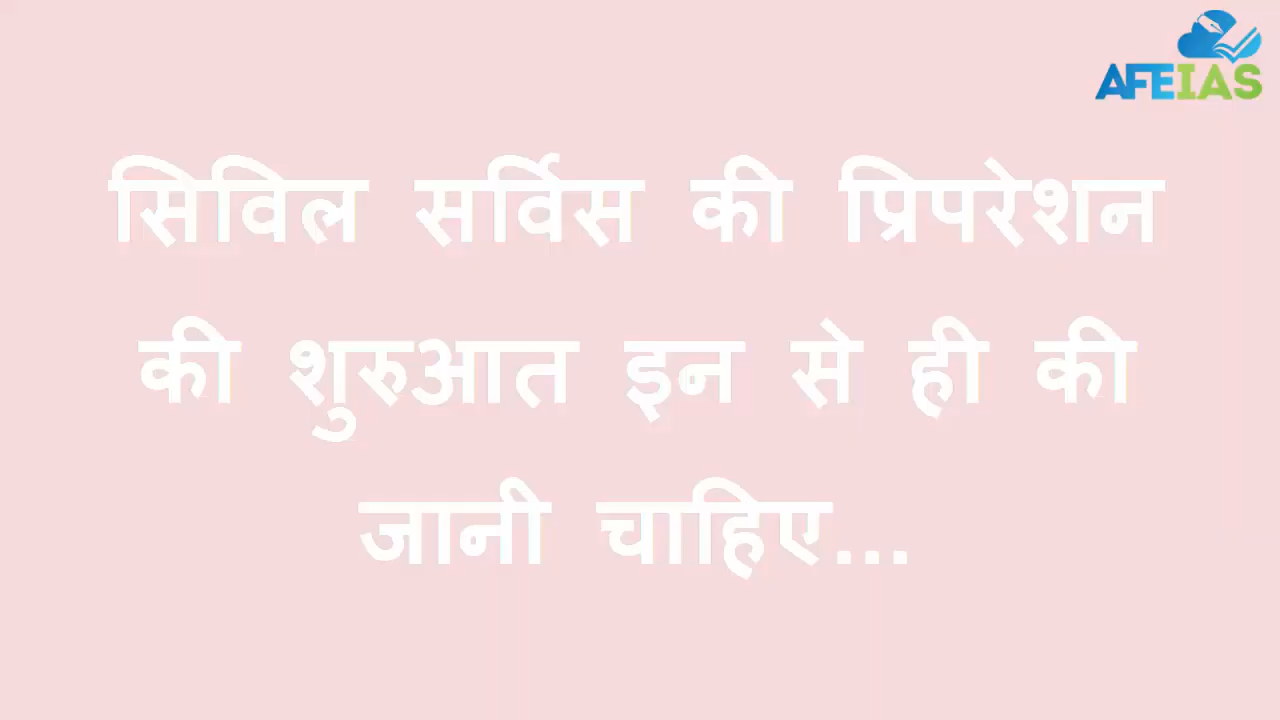 AFEIAS
सिविल सर्विस की प्रिपरेशन
की शुरुआत इन से ही की
जानी चाहिए...